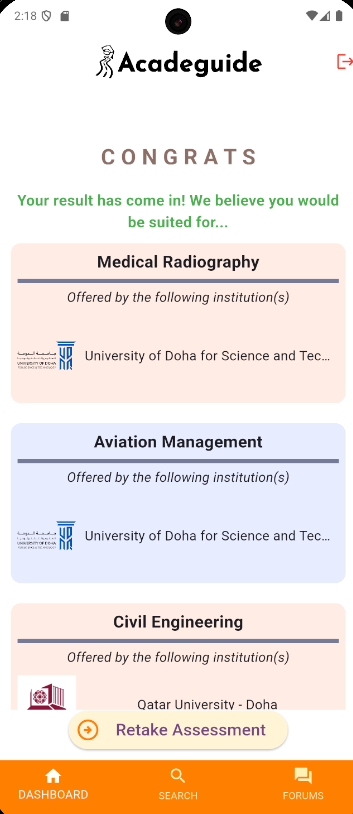 2:18
Acadeguide
CONGRATS
Your result has come in! We believe you would
be suited for...
Medical Radiography
Offered by the following institution(s)
University of Doha for Science and Tec...
Aviation Management
Offered by the following institution(s)
University of Doha for Science and Tec...
Civil Engineering
Offered by the following institution(s)
Qatar University - Doha
Retake Assessment
DASHBOARD
SEARCH
FORUMS